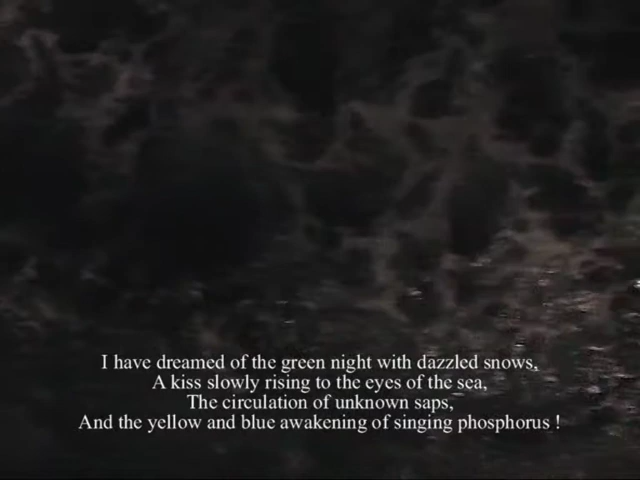 I have dreamed of the green night with dazzled snows,
A kiss slowly rising to the eyes of the sea,
The circulation of unknown saps,
And the yellow and blue awakening of singing phosphorus !